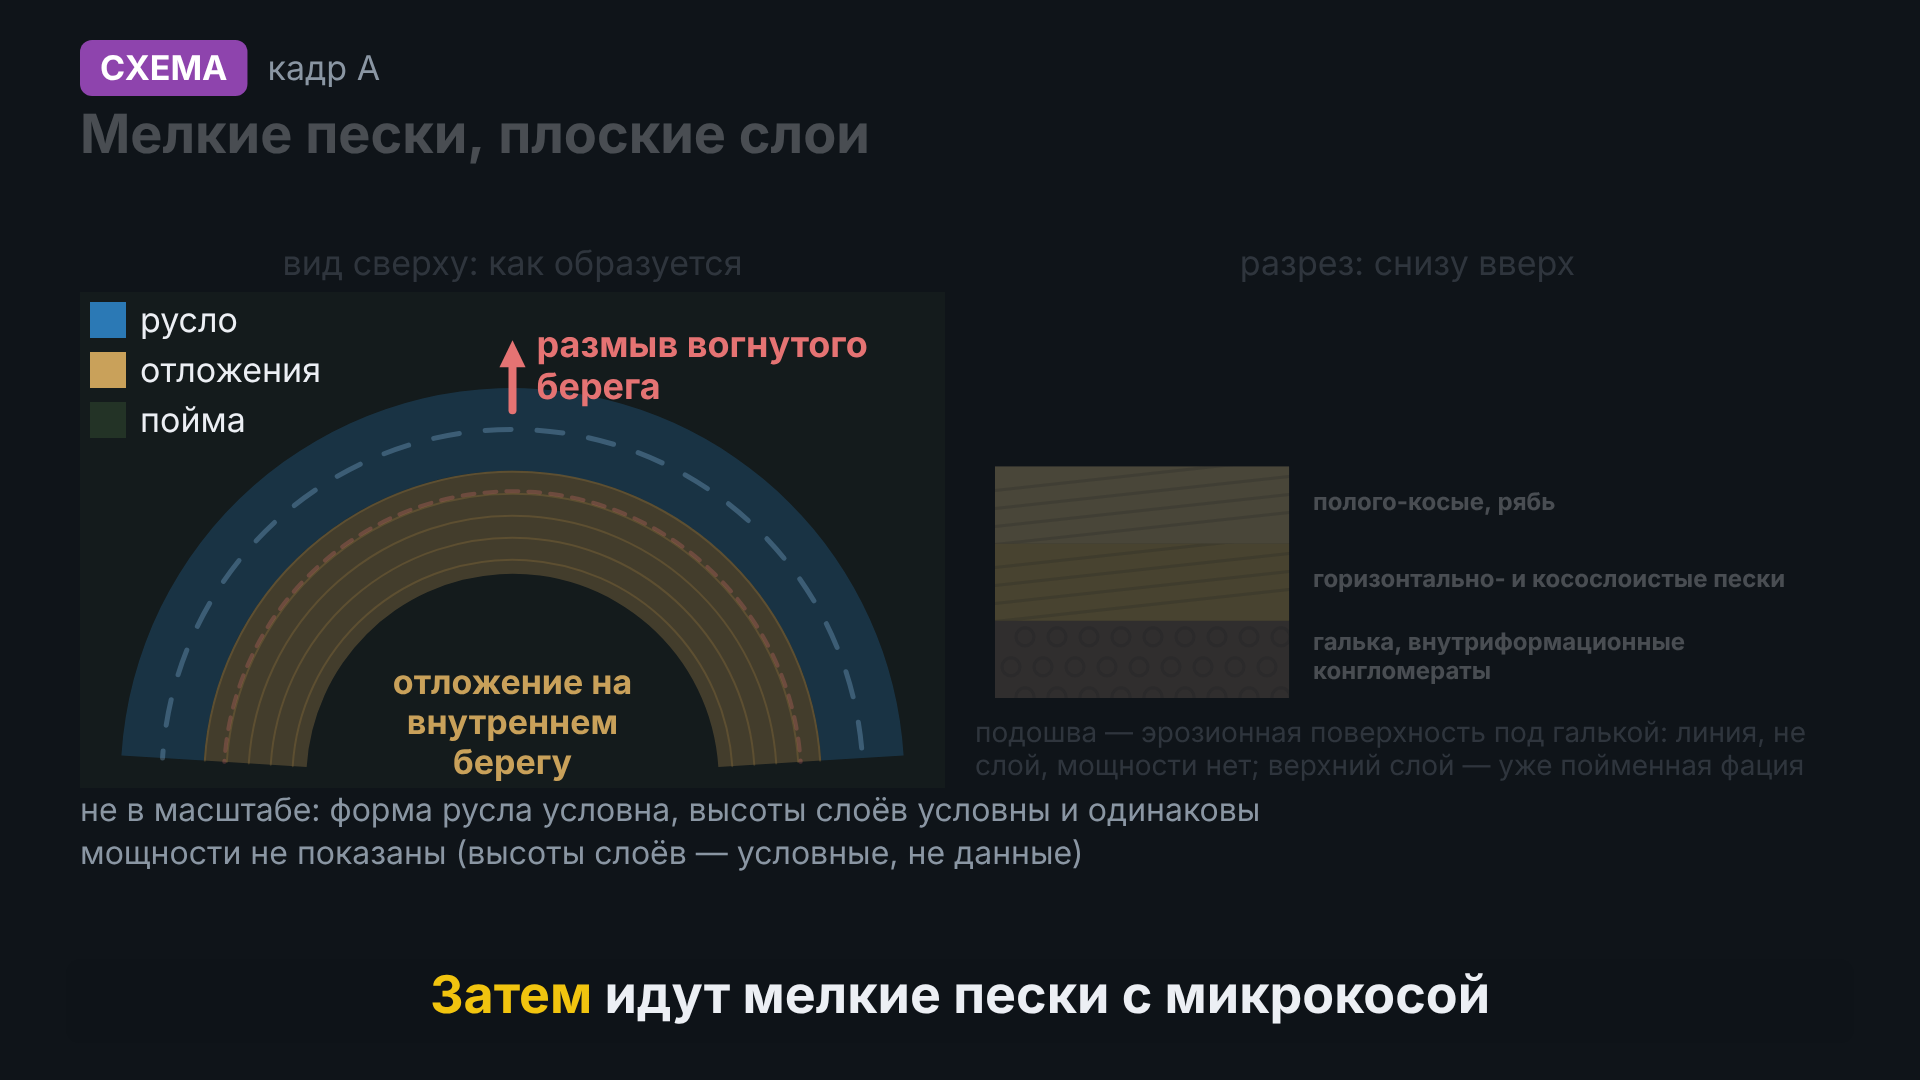 СХЕМА кадр А
Мелкие пески, плоские слои
вид сверху: как образуется
разрез: снизу вверх
русло
отложения
пойма
размыв вогнутого
берега
отложение на
внутреннем
берегу
полого-косые, рябь
горизонтально- и косослоистые пески
галька, внутриформационные
конгломераты
подошва — эрозионная поверхность под галькой: линия, не
слой, мощности нет; верхний слой — уже пойменная фация
не в масштабе: форма русла условна, высоты слоёв условны и одинаковы
мощности не показаны (высоты слоёв — условные, не данные)
Затем идут мелкие пески с микрокосой